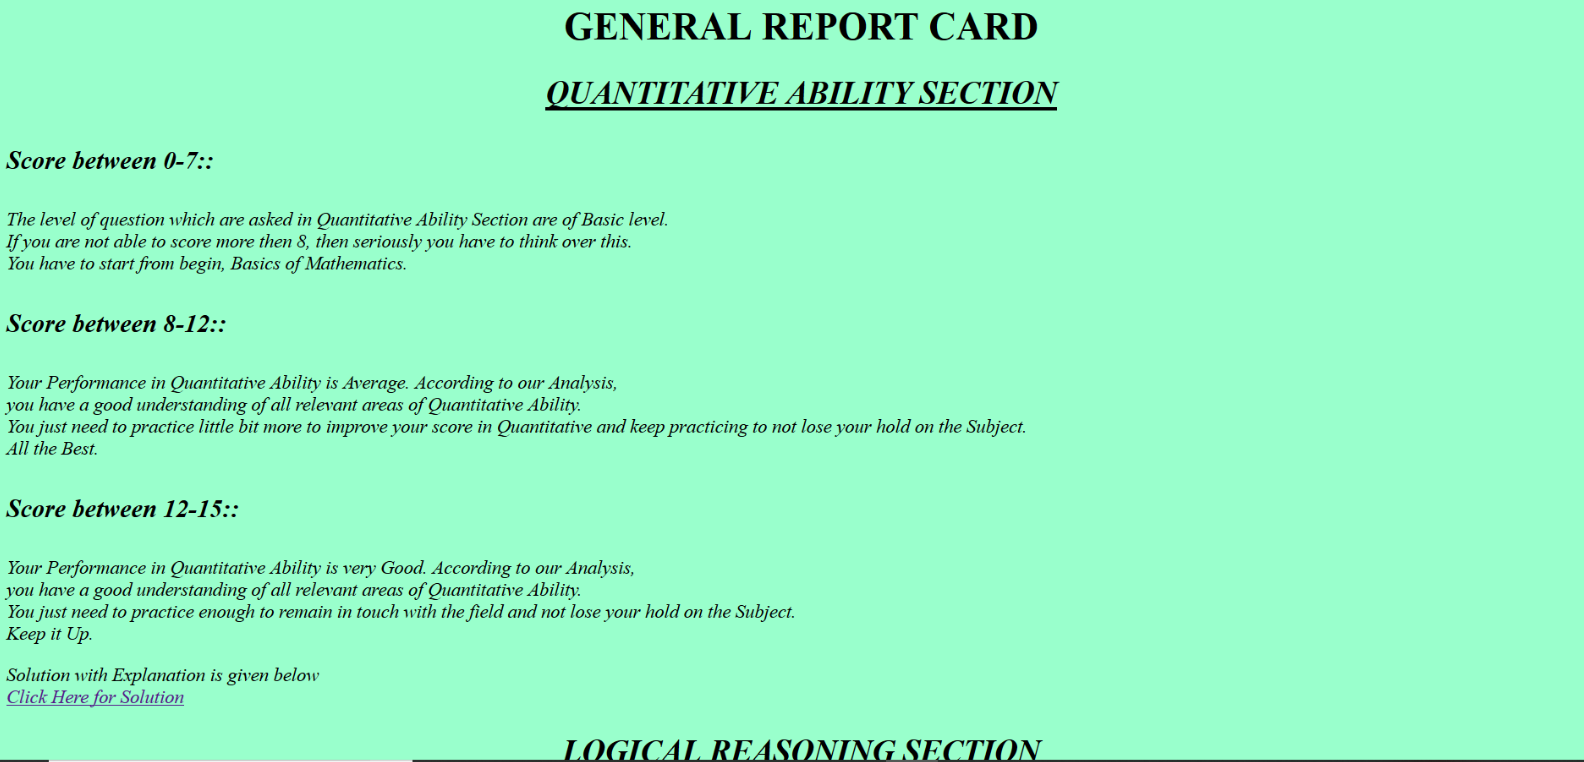 GENERAL REPORT CARD
QUANTITATIVE ABILITY SECTION
Score between 0-7::
The level of question which are asked in Quantitative Ability Section are of Basic level.
If you are not able to score more then 8, then seriously you have to think over this.
You have to start from begin, Basics of Mathematics.
Score between 8-12::
Your Performance in Quantitative Ability is Average. According to our Analysis,
you have a good understanding of all relevant areas of Quantitative Ability.
You just need to practice little bit more to improve your score in Quantitative and keep practicing to not lose your hold on the Subject.
All the Best.
Score between 12-15::
Your Performance in Quantitative Ability is very Good. According to our Analysis,
you have a good understanding of all relevant areas of Quantitative Ability.
You just need to practice enough to remain in touch with the field and not lose your hold on the Subject.
Keep it Up.
Solution with Explanation is given below
Click Here for Solution
LOGICAL REASONING SECTION